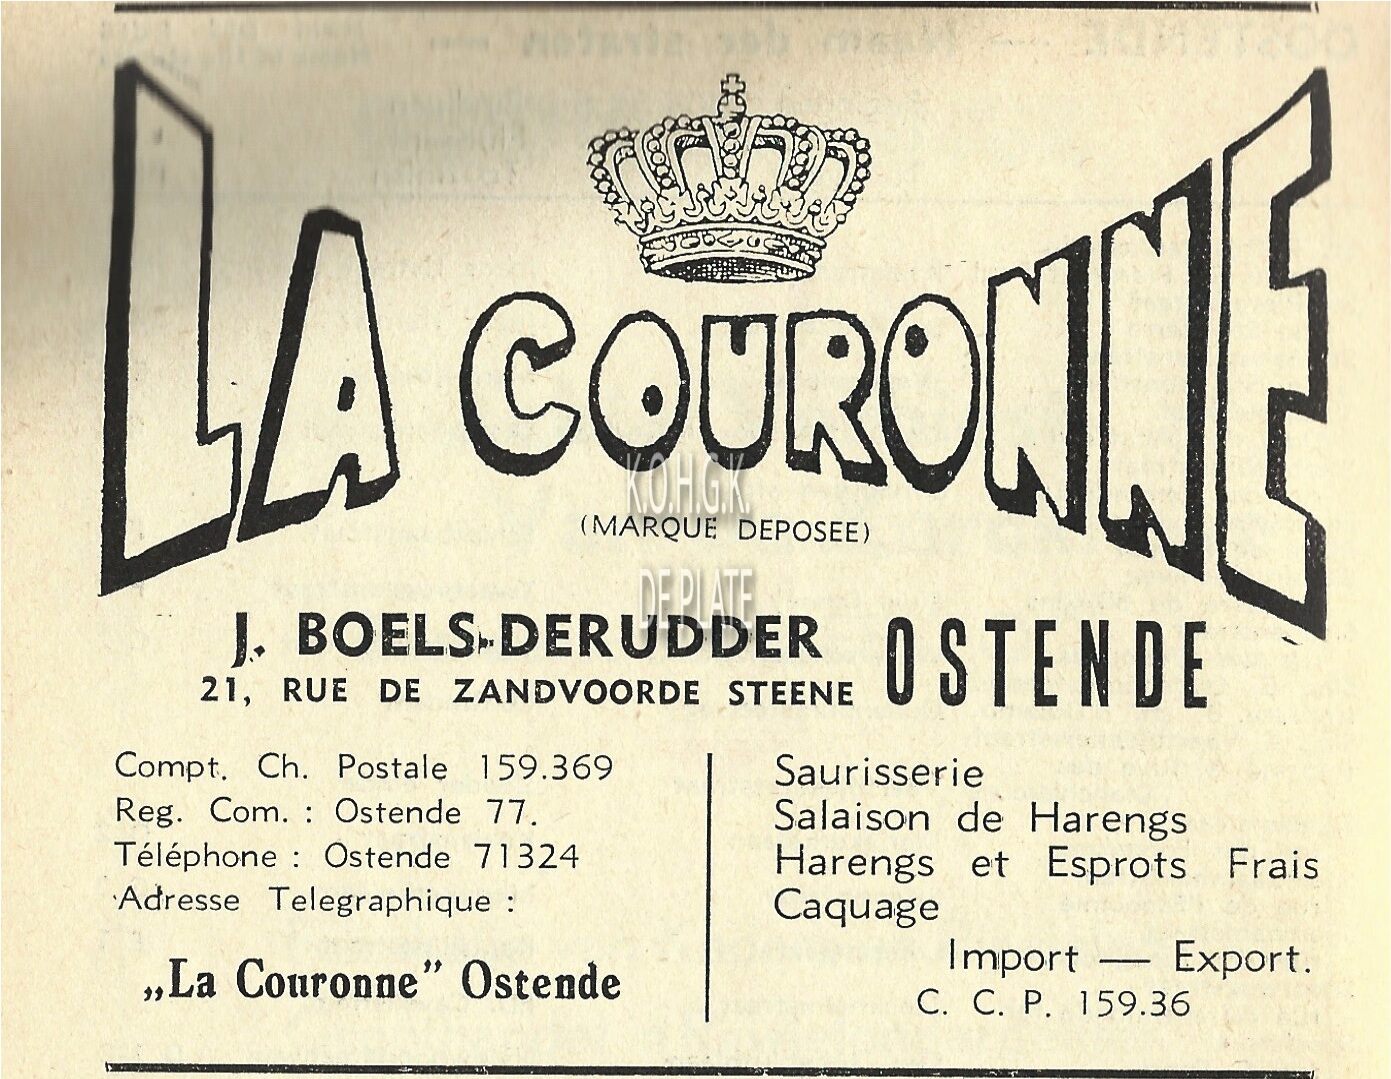 LA COURONNE
K.O.H.G.K.
(MARQUE DEPOSEE)
DE PLATE
J. BOELS-DERUDDER OSTENDE
21, RUE DE ZANDVOORDE STEENE
Compt. Ch. Postale 159.369
Reg. Com. : Ostende 77.
Téléphone : Ostende 71324
Adresse Telegraphique :
„La Couronne” Ostende
Saurisserie
Salaison de Harengs
Harengs et Esprots Frais
Caquage
Import — Export.
C. C. P. 159.36